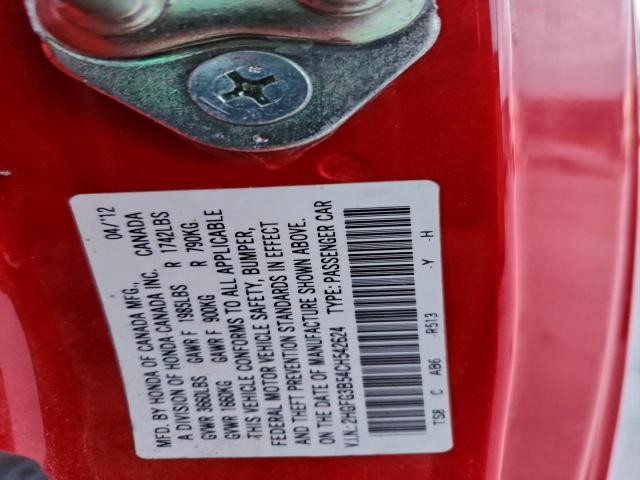 MFD. BY HONDA OF CANADA MFG., CANADA 04/'12
A DIVISION OF HONDA CANADA INC.
GVWR 3660LBS GAWR F 1985LBS R 1742LBS
GVWR 1660KG GAWR F 900KG R 790KG
THIS VEHICLE CONFORMS TO ALL APPLICABLE
FEDERAL MOTOR VEHICLE SAFETY, BUMPER,
AND THEFT PREVENTION STANDARDS IN EFFECT
ON THE DATE OF MANUFACTURE SHOWN ABOVE.
V.I.N.: 2HGFG3B54CH542624 TYPE: PASSENGER CAR
TS8 C AB6 -R513 -Y -H